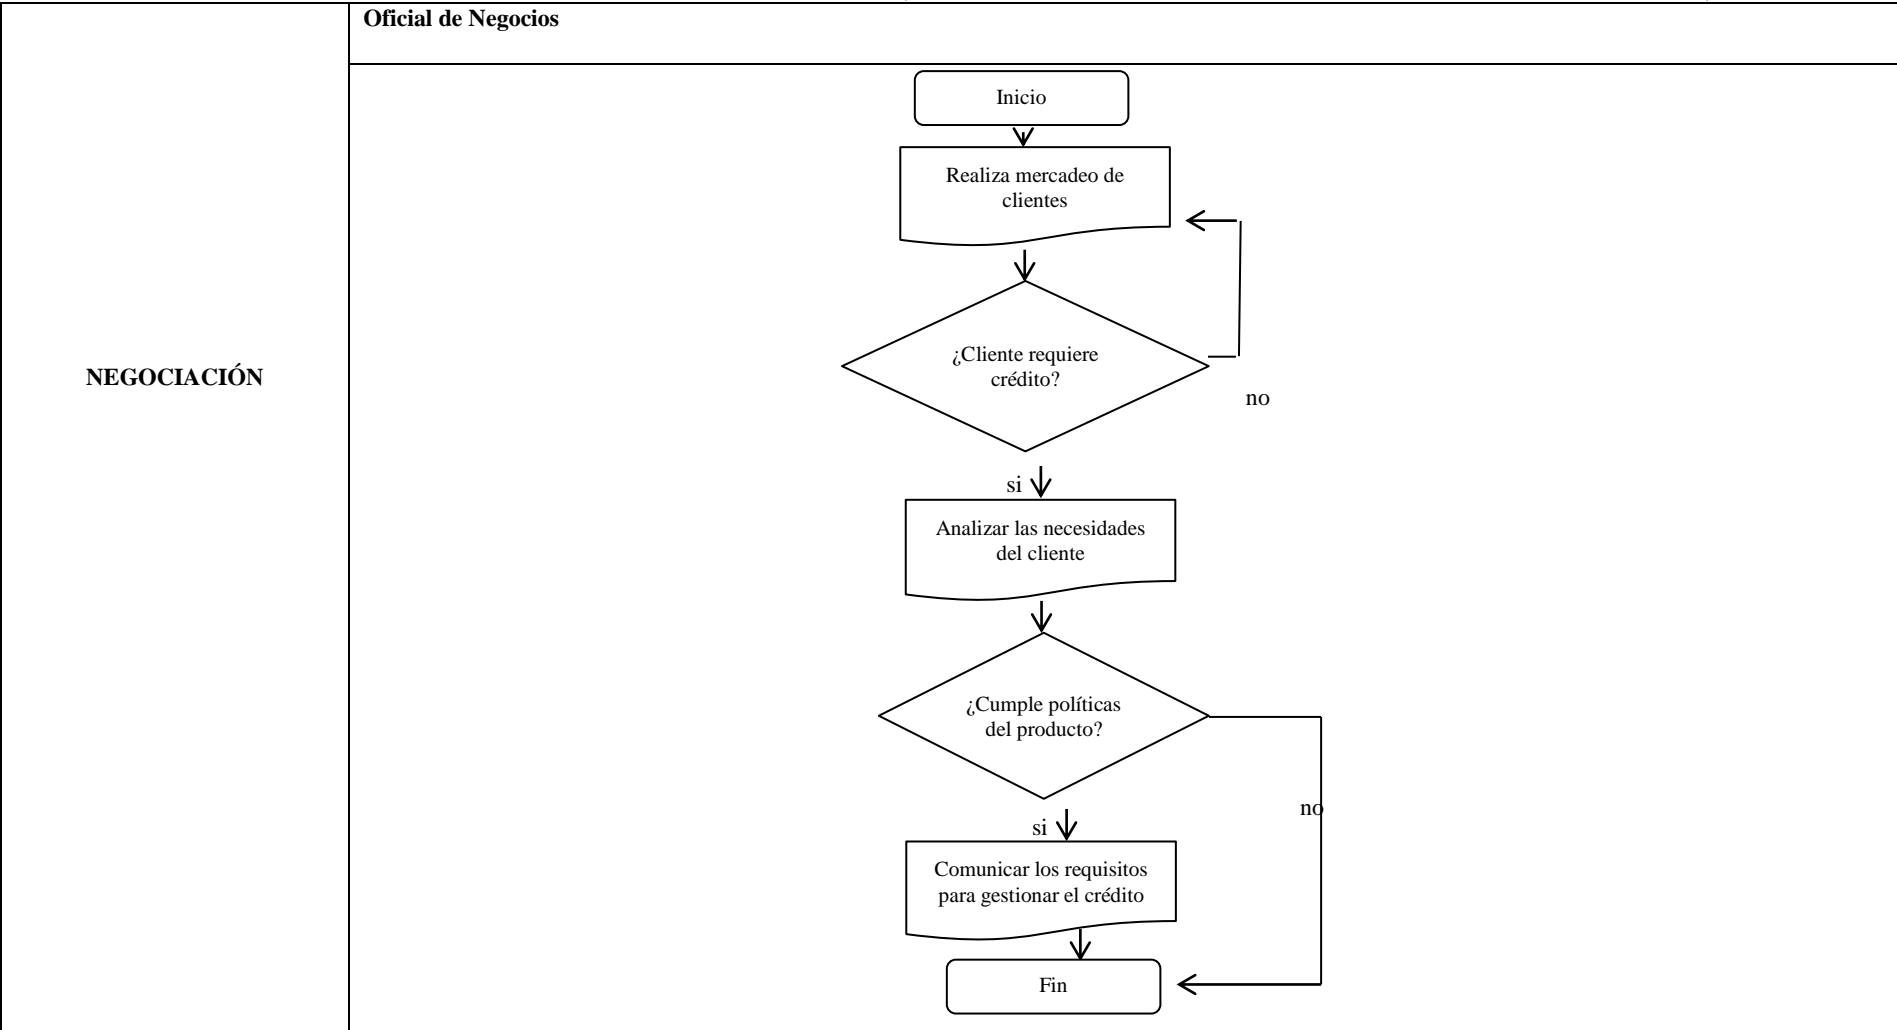 Oficial de Negocios
NEGOCIACIÓN
Inicio
Realiza mercadeo de
clientes
¿Cliente requiere
crédito?
no
si
Analizar las necesidades
del cliente
¿Cumple políticas
del producto?
no
si
Comunicar los requisitos
para gestionar el crédito
Fin